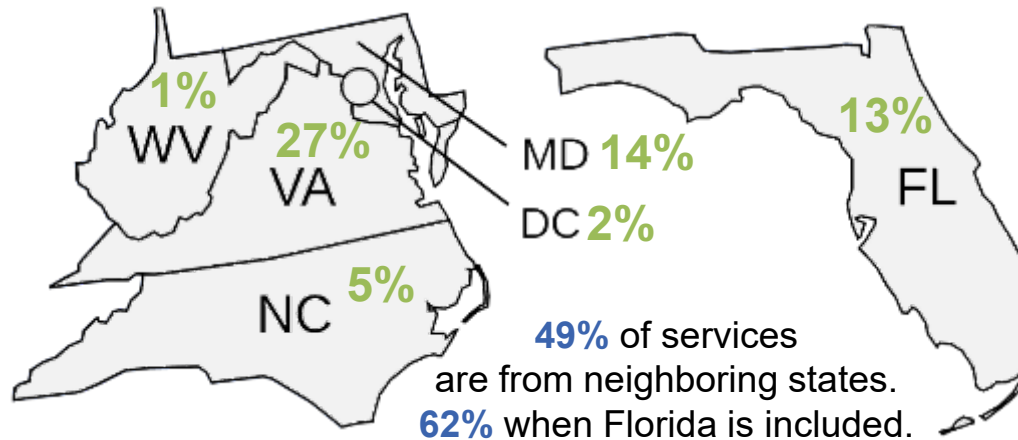 1%
WV
27%
VA
MD 14%
DC 2%
13%
FL
5%
NC
49% of services
are from neighboring states.
62% when Florida is included.